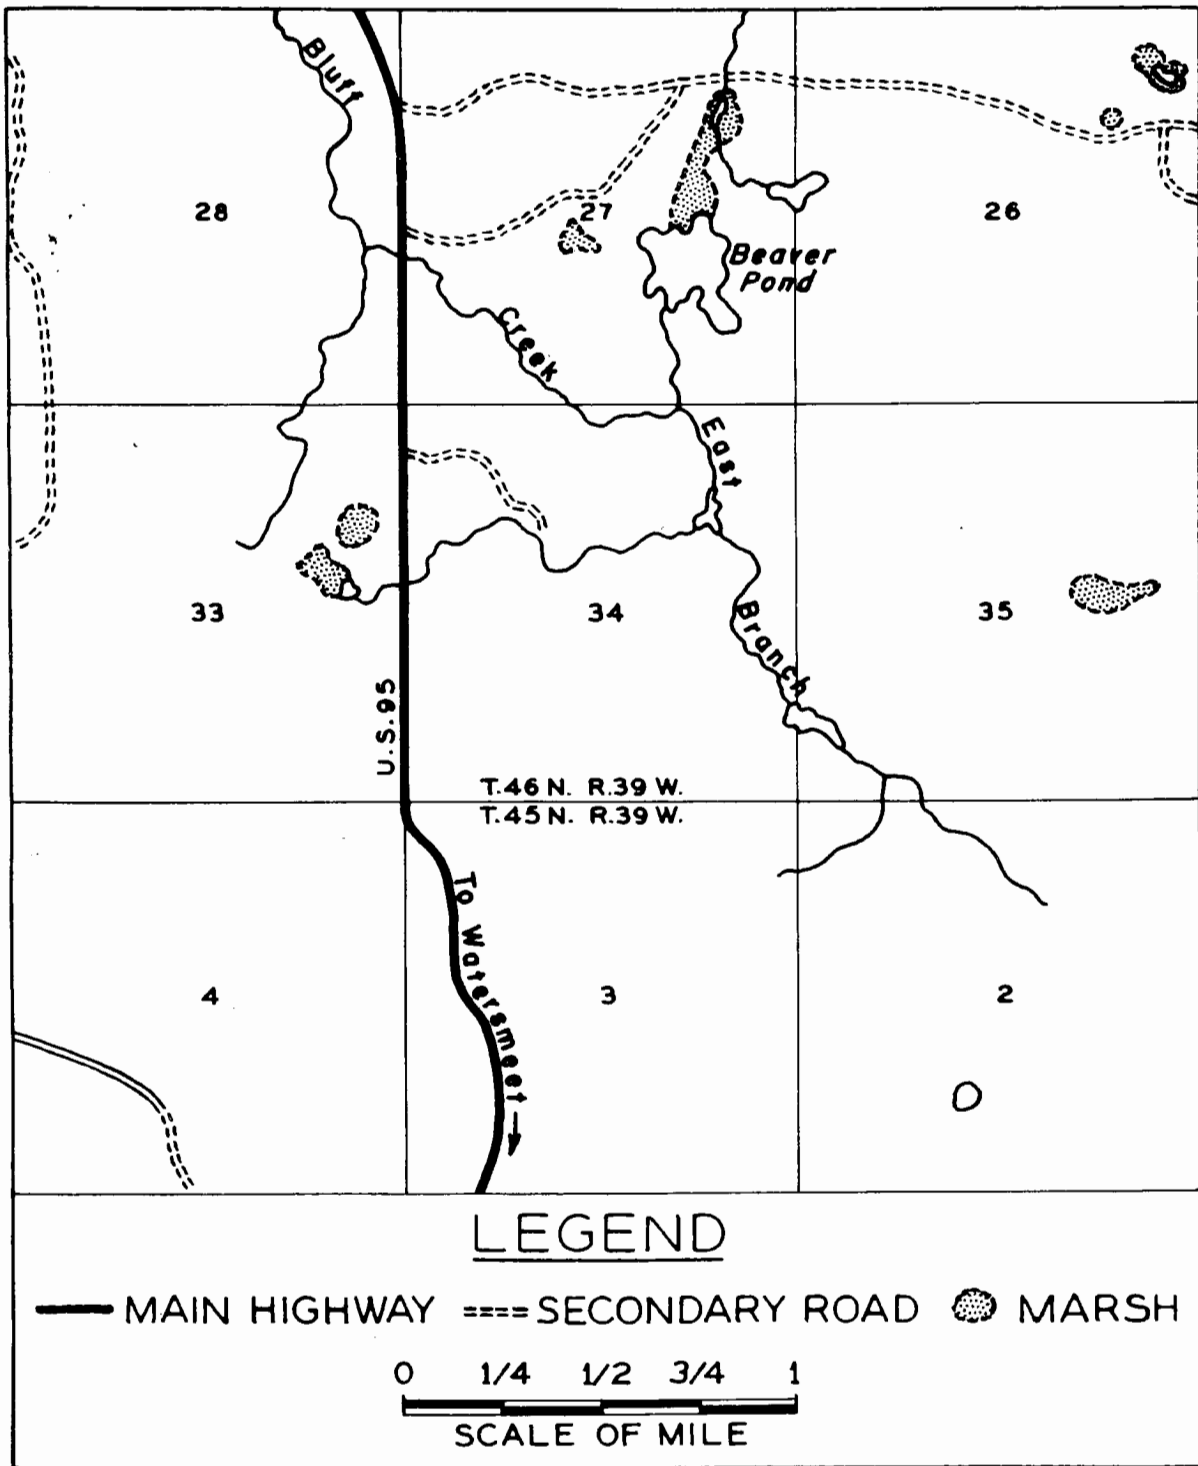 Bluff
28
27
26
Beaver
Pond
Creek
East
33
34
35
Branch
U.S.95
T.46 N. R.39 W.
T.45 N. R.39 W.
To Watersmeet
4
3
2
LEGEND
MAIN HIGHWAY SECONDARY ROAD MARSH
0 1/4 1/2 3/4 1
SCALE OF MILE